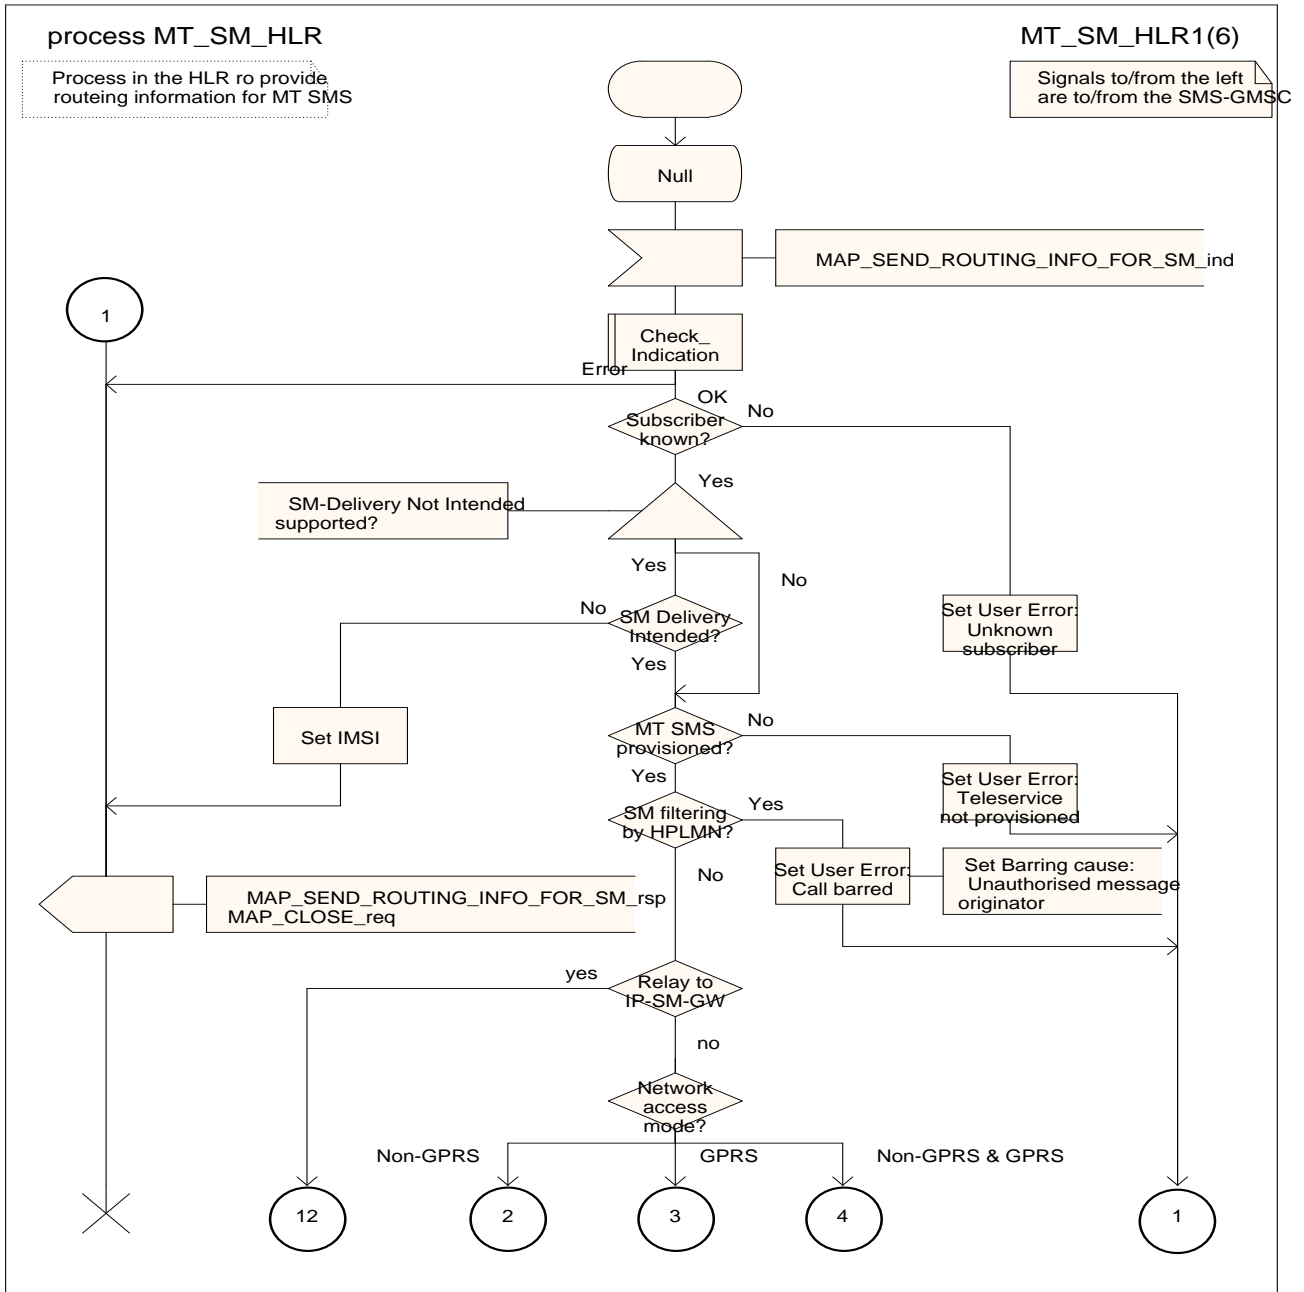 process MT_SM_HLR
MT_SM_HLR1(6)
Process in the HLR ro provide
routeing information for MT SMS
Signals to/from the left
are to/from the SMS-GMSC
Null
MAP_SEND_ROUTING_INFO_FOR_SM_ind
1
Check_
Indication
Error
OK
Subscriber
known?
No
Yes
SM-Delivery Not Intended
supported?
Yes
No
No
SM Delivery
Intended?
Yes
Set User Error:
Unknown
subscriber
Set IMSI
MT SMS
provisioned?
No
Yes
Set User Error:
Teleservice
not provisioned
SM filtering
by HPLMN?
Yes
No
Set User Error:
Call barred
Set Barring cause:
Unauthorised message
originator
MAP_SEND_ROUTING_INFO_FOR_SM_rsp
MAP_CLOSE_req
yes
Relay to
IP-SM-GW
no
Network
access
mode?
Non-GPRS
GPRS
Non-GPRS & GPRS
12
2
3
4
1